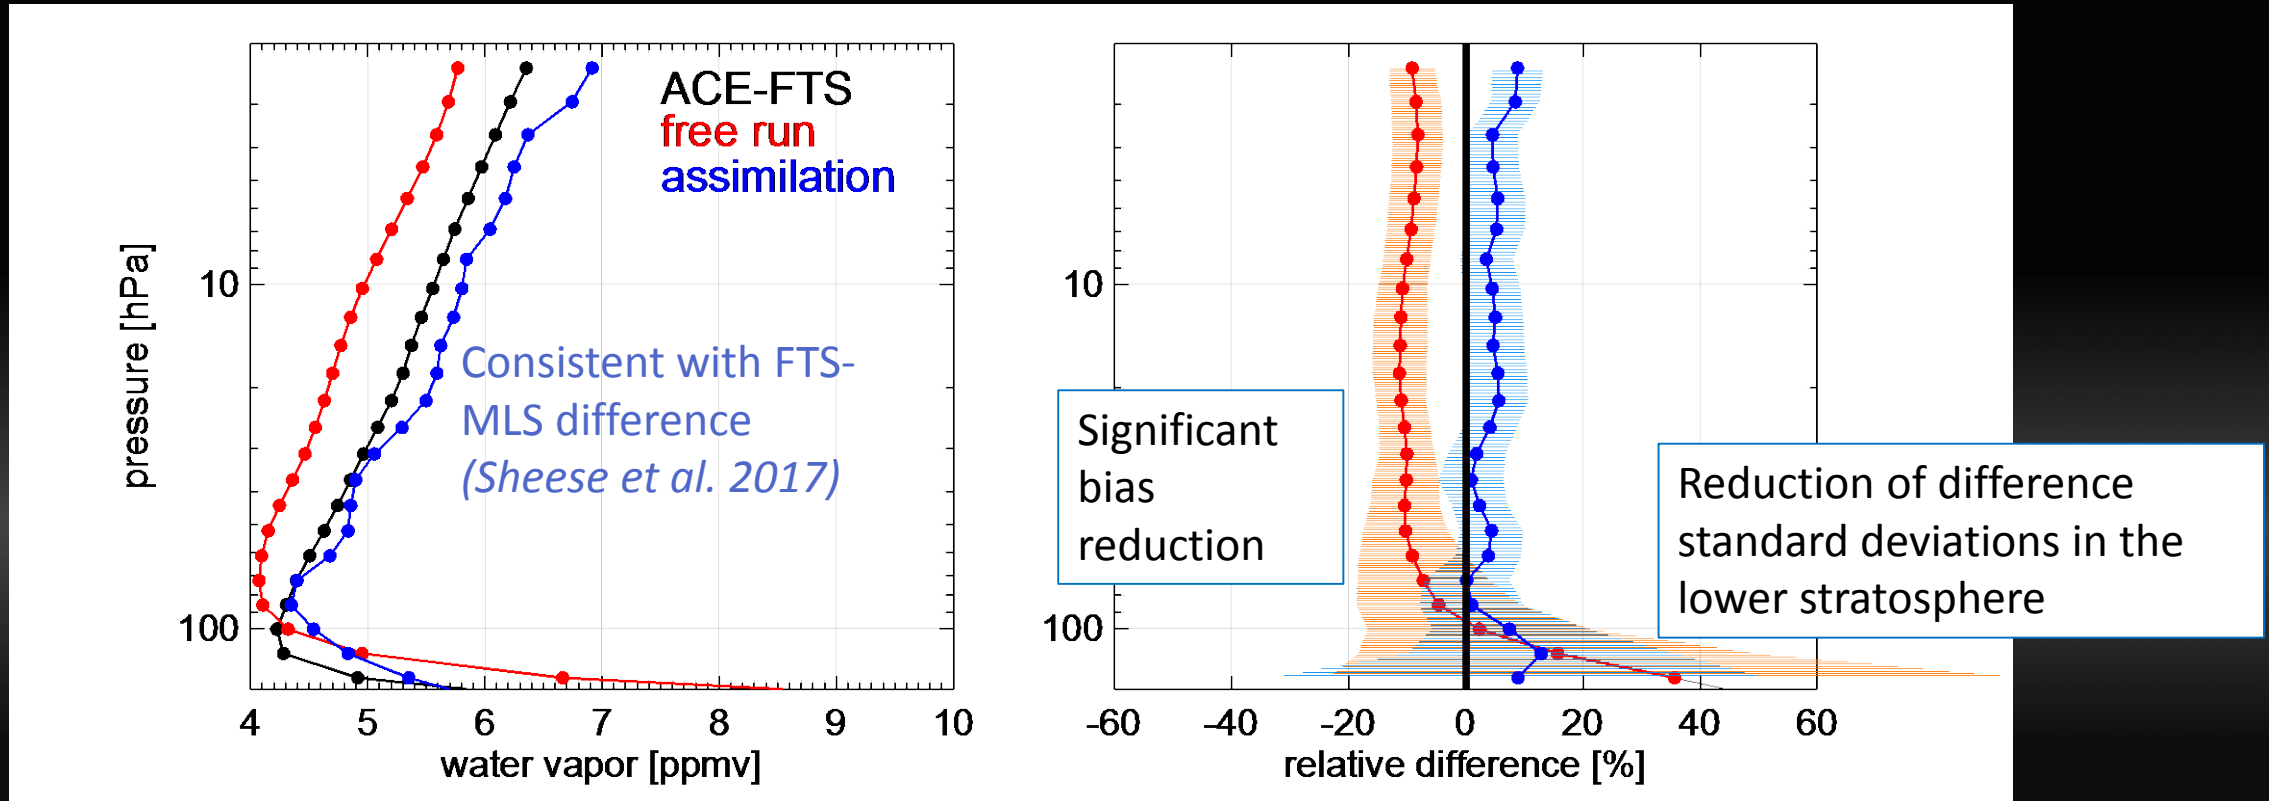 ACE-FTS
free run
assimilation
Consistent with FTS-
MLS difference
(Sheese et al. 2017)
pressure [hPa]
10
100
4 5 6 7 8 9 10
water vapor [ppmv]
Significant
bias
reduction
Reduction of difference
standard deviations in the
lower stratosphere
10
100
-60 -40 -20 0 20 40 60
relative difference [%]